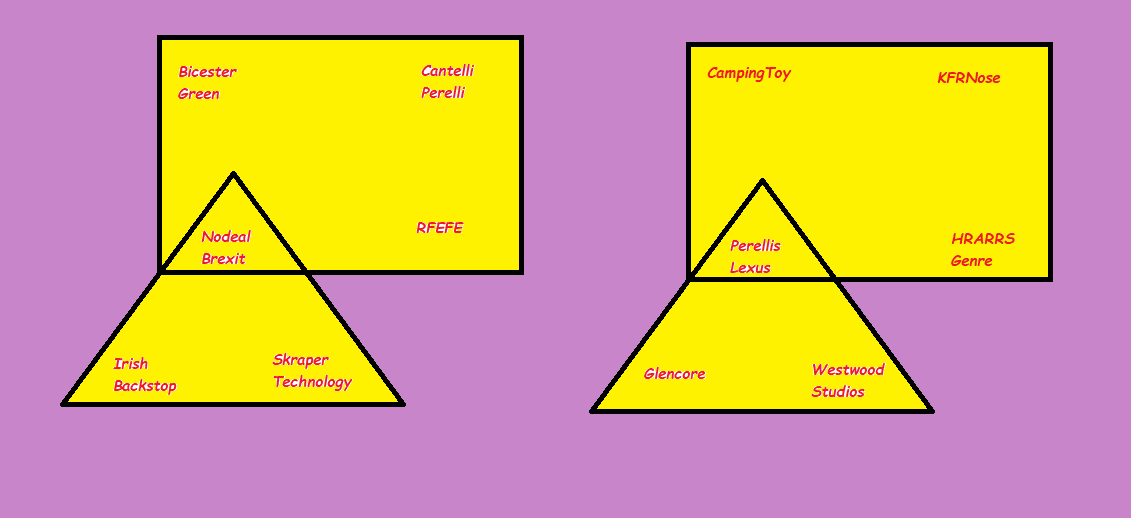 Bicester
Green
Cantelli
Perelli
RFEFE
Nodeal
Brexit
Irish
Backstop
Skraper
Technology
CampingToy
KFRNose
HRARRS
Genre
Perellis
Lexus
Glencore
Westwood
Studios